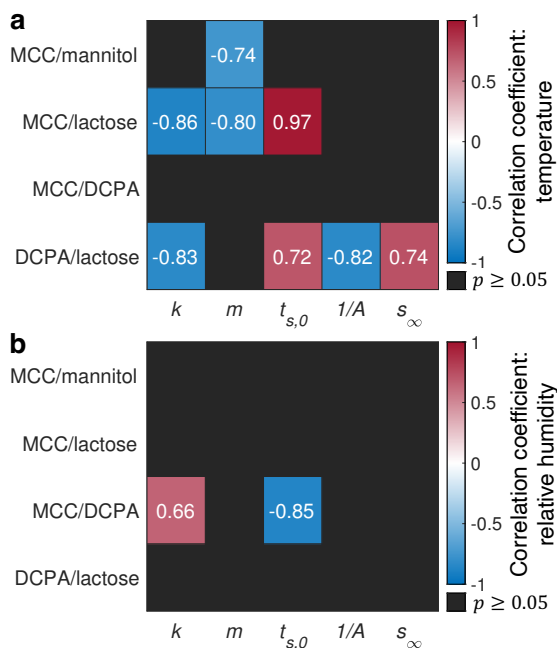 a
MCC/mannitol
-0.74
MCC/lactose
-0.86 -0.80 0.97
MCC/DCPA
DCPA/lactose
-0.83 0.72 -0.82 0.74
k m t_{s,0} 1/A s_∞
1
0.5
0
-0.5
-1
Correlation coefficient:
temperature
p ≥ 0.05
b
MCC/mannitol
MCC/lactose
MCC/DCPA
0.66 -0.85
DCPA/lactose
k m t_{s,0} 1/A s_∞
1
0.5
0
-0.5
-1
Correlation coefficient:
relative humidity
p ≥ 0.05